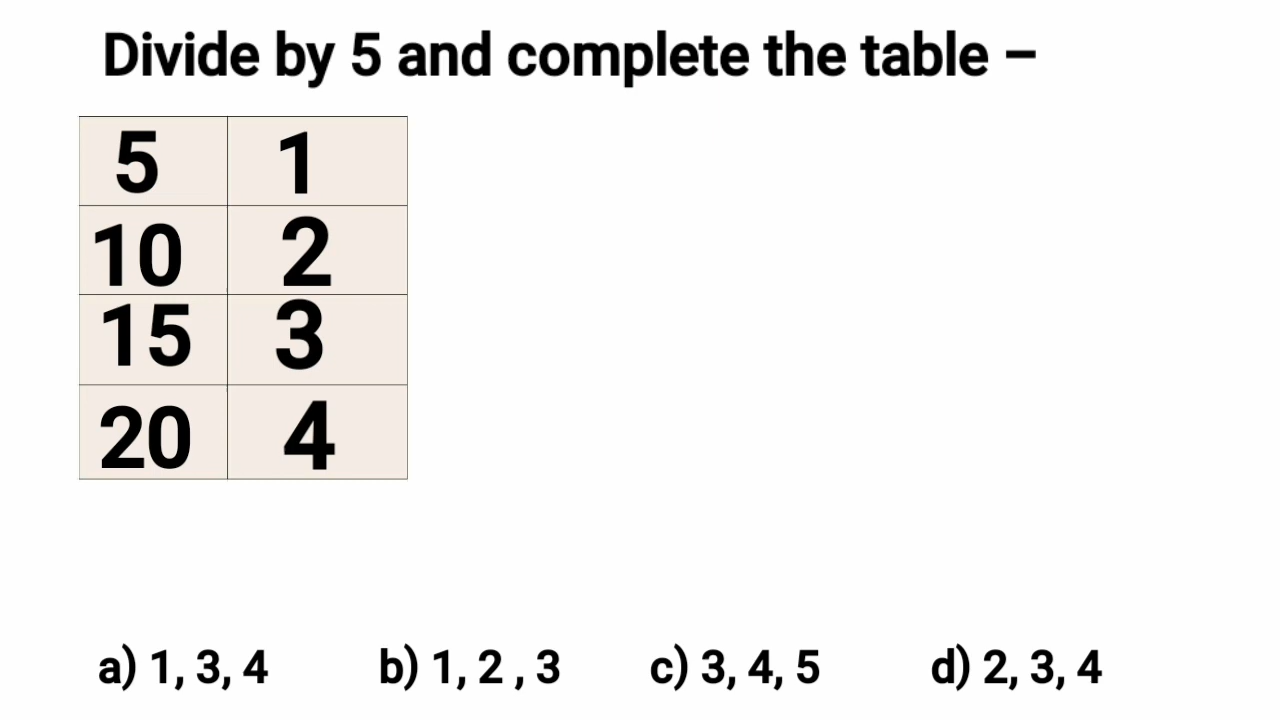 Divide by 5 and complete the table –
5 1
10 2
15 3
20 4
a) 1, 3, 4 b) 1, 2 , 3 c) 3, 4, 5 d) 2, 3, 4